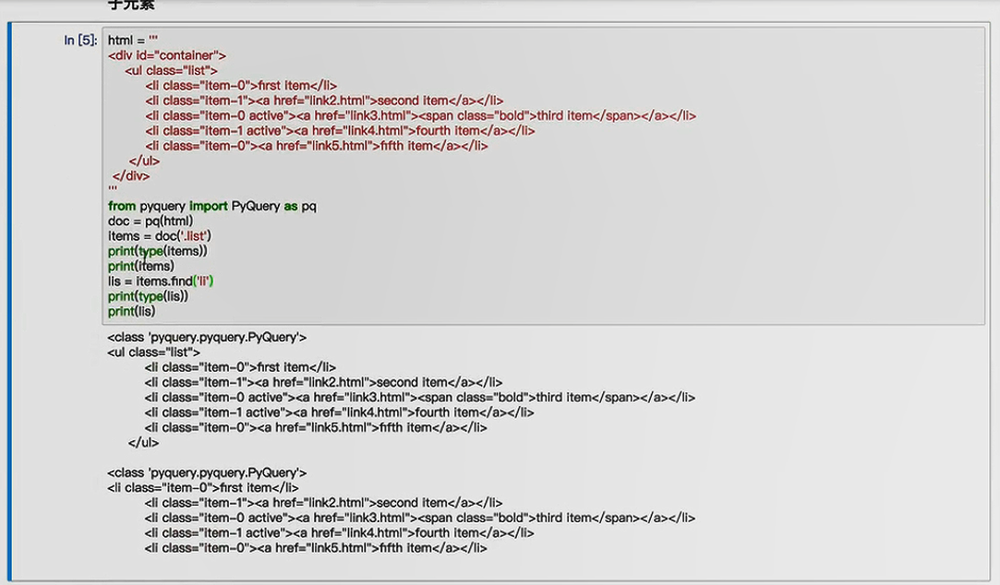 子元素
In [5]: html = '''
<div id="container">
<ul class="list">
<li class="item-0">first item</li>
<li class="item-1"><a href="link2.html">second item</a></li>
<li class="item-0 active"><a href="link3.html"><span class="bold">third item</span></a></li>
<li class="item-1 active"><a href="link4.html">fourth item</a></li>
<li class="item-0"><a href="link5.html">fifth item</a></li>
</ul>
</div>
'''
from pyquery import PyQuery as pq
doc = pq(html)
items = doc('.list')
print(type(items))
print(items)
lis = items.find('li')
print(type(lis))
print(lis)
<class 'pyquery.pyquery.PyQuery'>
<ul class="list">
<li class="item-0">first item</li>
<li class="item-1"><a href="link2.html">second item</a></li>
<li class="item-0 active"><a href="link3.html"><span class="bold">third item</span></a></li>
<li class="item-1 active"><a href="link4.html">fourth item</a></li>
<li class="item-0"><a href="link5.html">fifth item</a></li>
</ul>
<class 'pyquery.pyquery.PyQuery'>
<li class="item-0">first item</li>
<li class="item-1"><a href="link2.html">second item</a></li>
<li class="item-0 active"><a href="link3.html"><span class="bold">third item</span></a></li>
<li class="item-1 active"><a href="link4.html">fourth item</a></li>
<li class="item-0"><a href="link5.html">fifth item</a></li>